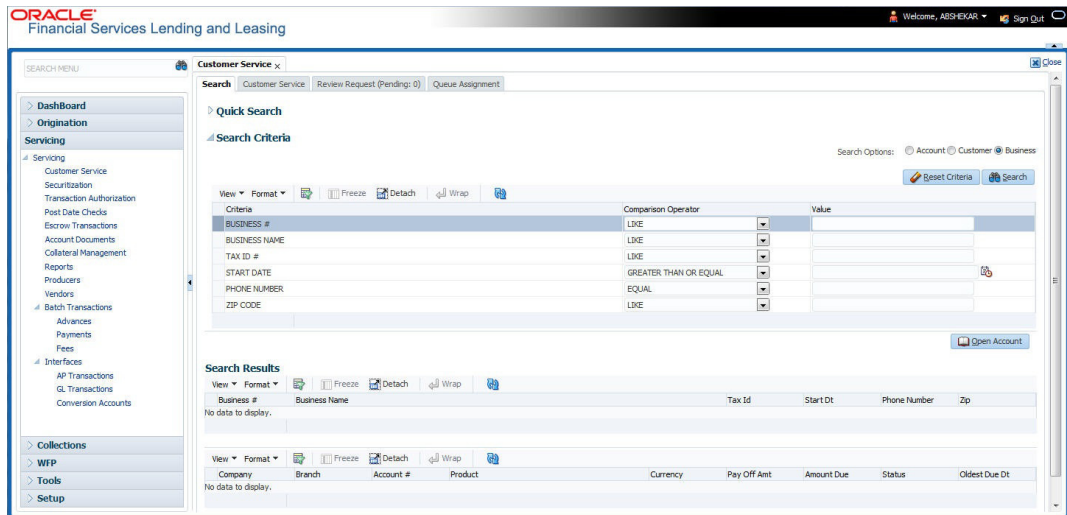 ORACLE®
Financial Services Lending and Leasing
Welcome, ABSHEKAR
Sign Out
SEARCH MENU
DashBoard
Origination
Servicing
Servicing
Customer Service
Securitization
Transaction Authorization
Post Date Checks
Escrow Transactions
Account Documents
Collateral Management
Reports
Producers
Vendors
Batch Transactions
Advances
Payments
Fees
Interfaces
AP Transactions
GL Transactions
Conversion Accounts
Collections
WFP
Tools
Setup
Customer Service x
Close
Search Customer Service Review Request (Pending: 0) Queue Assignment
Quick Search
Search Criteria
Search Options: Account Customer Business
Reset Criteria Search
View Format Freeze Detach Wrap
Criteria Comparison Operator Value
BUSINESS # LIKE
BUSINESS NAME LIKE
TAX ID # LIKE
START DATE GREATER THAN OR EQUAL
PHONE NUMBER EQUAL
ZIP CODE LIKE
Open Account
Search Results
View Format Freeze Detach Wrap
Business # Business Name Tax Id Start Dt Phone Number Zip
No data to display.
View Format Freeze Detach Wrap
Company Branch Account # Product Currency Pay Off Amt Amount Due Status Oldest Due Dt
No data to display.